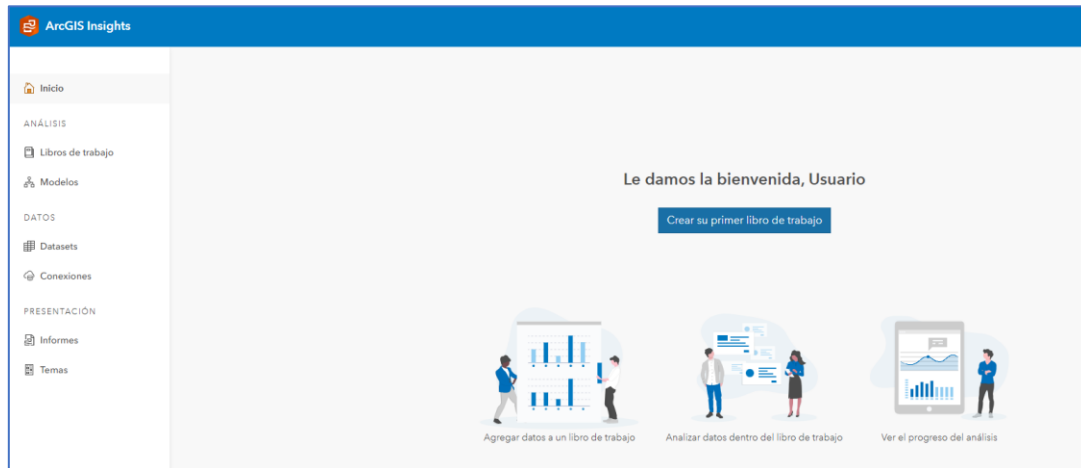 ArcGIS Insights
Inicio
ANÁLISIS
Libros de trabajo
Modelos
DATOS
Datasets
Conexiones
PRESENTACIÓN
Informes
Temas
Le damos la bienvenida, Usuario
Crear su primer libro de trabajo
Agregar datos a un libro de trabajo
Analizar datos dentro del libro de trabajo
Ver el progreso del análisis